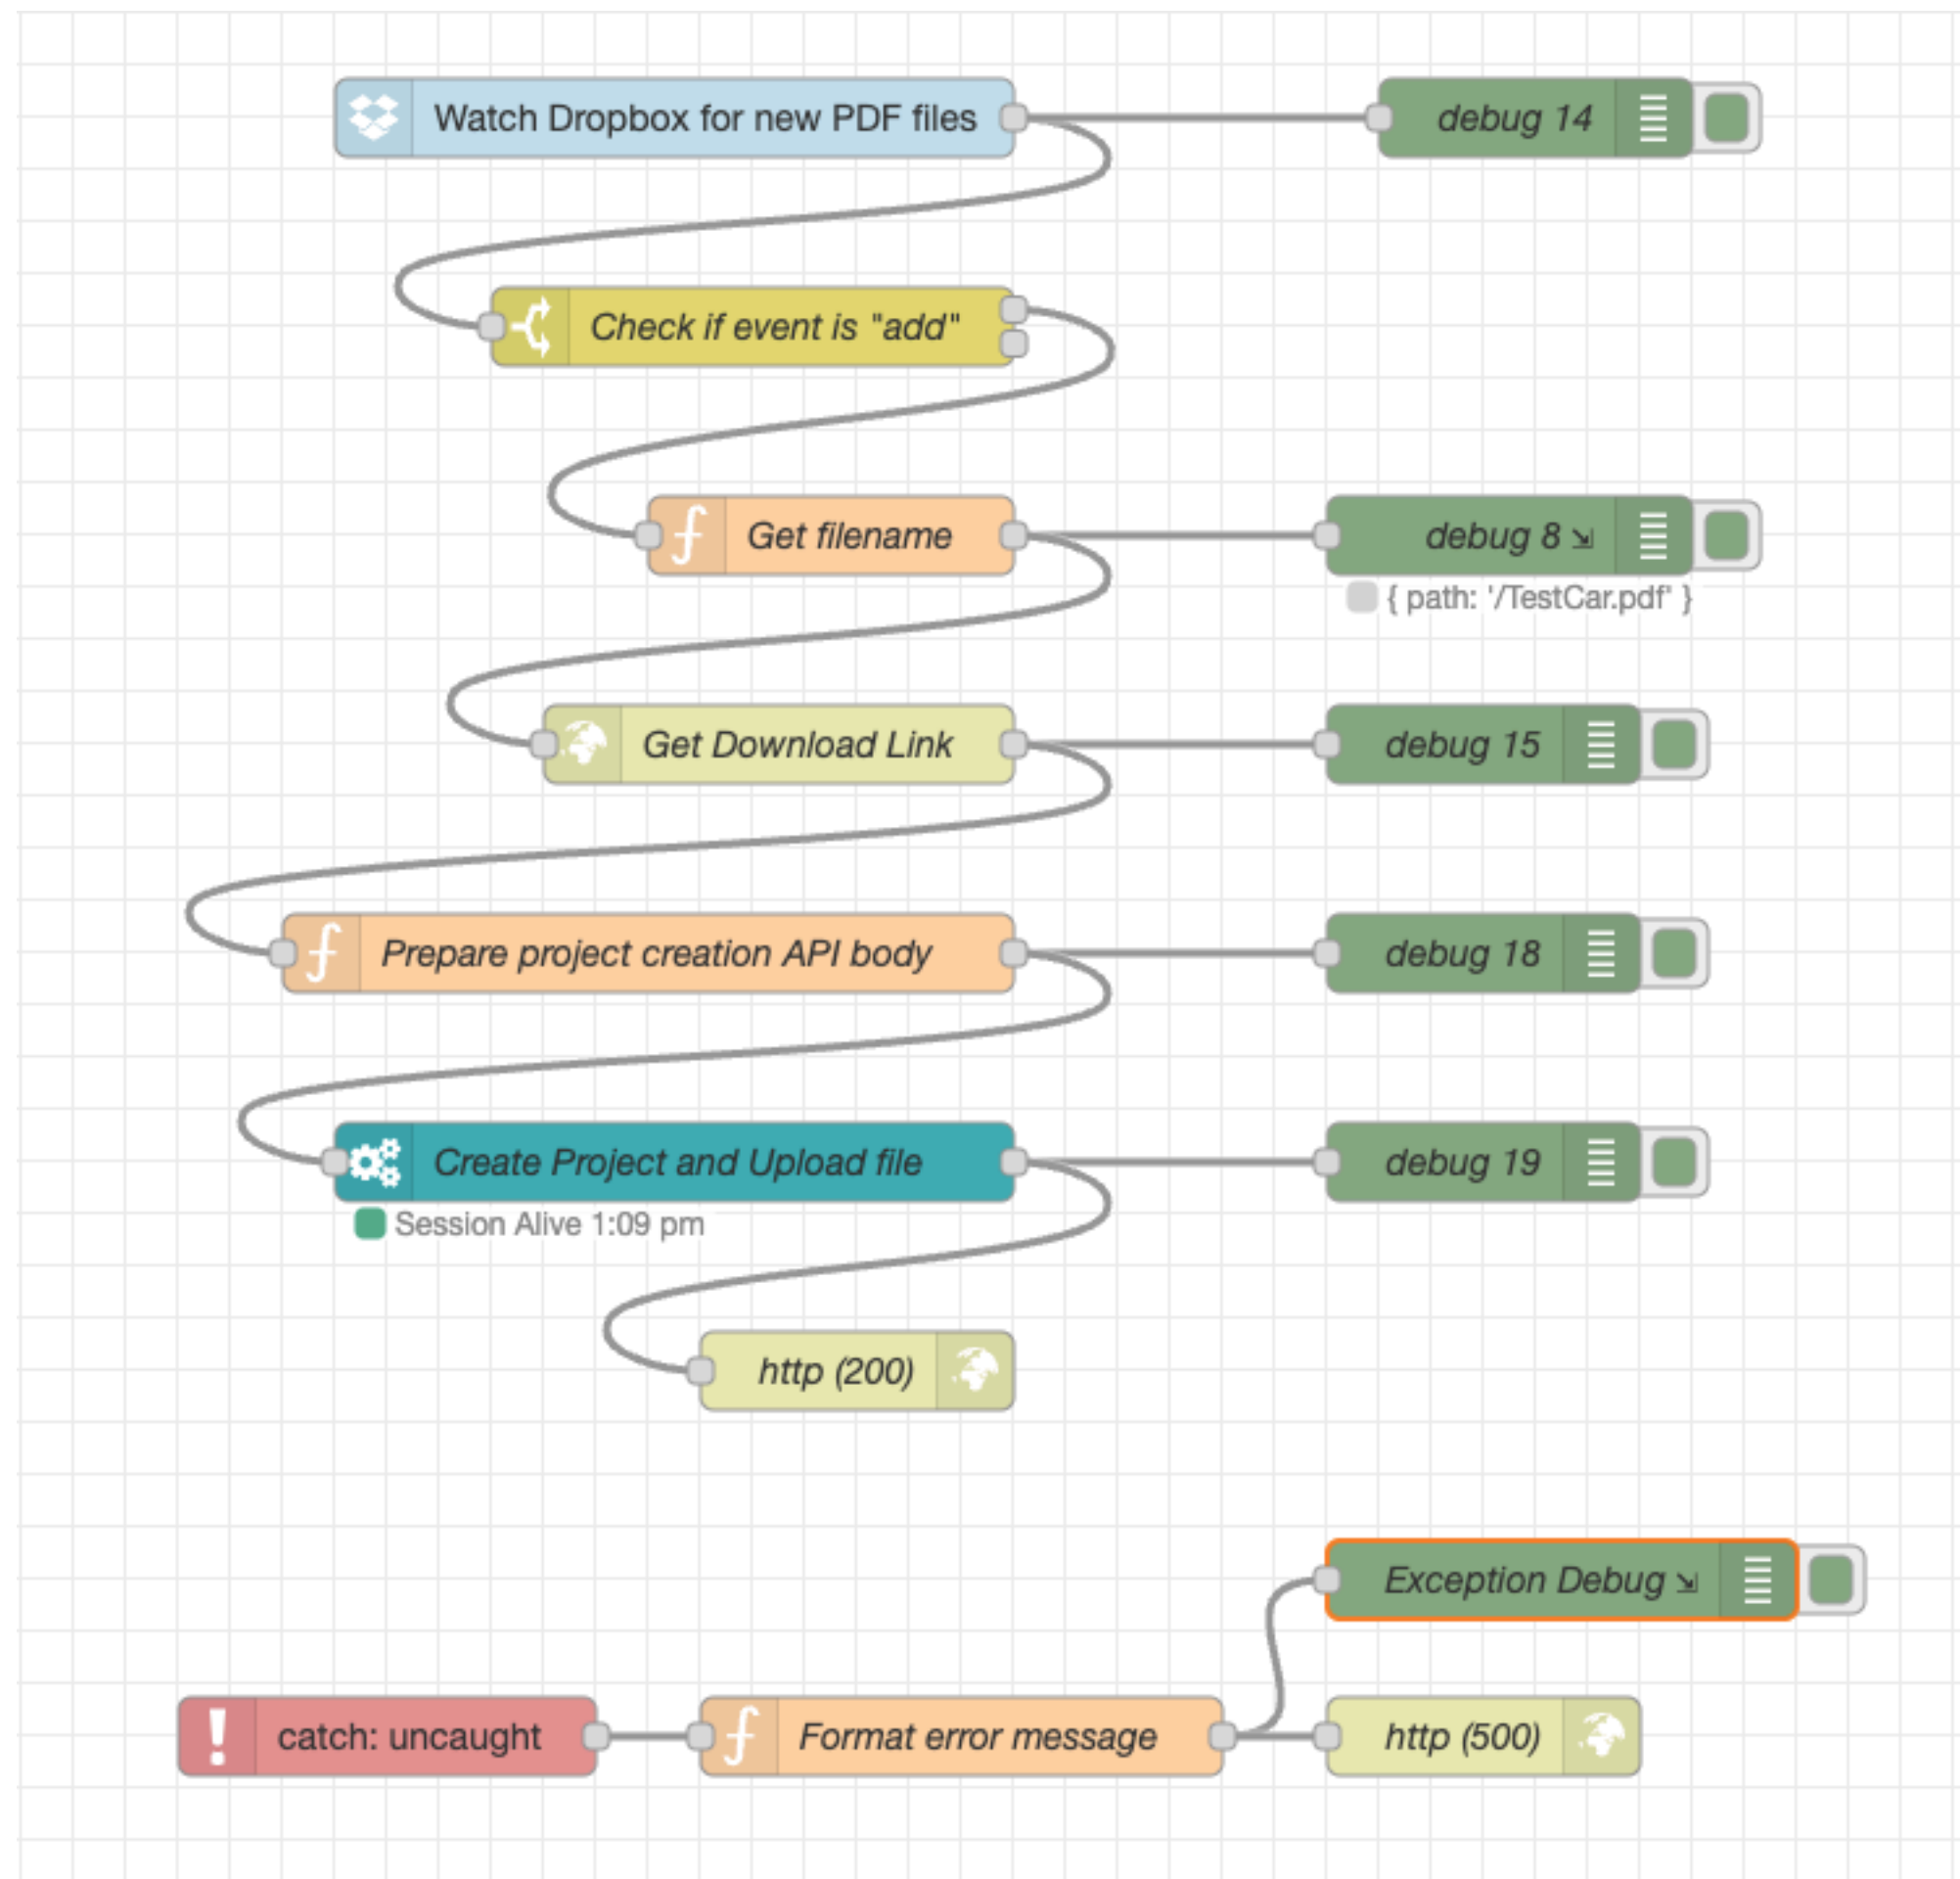 Watch Dropbox for new PDF files
debug 14
Check if event is "add"
Get filename
debug 8 ⇲
{ path: '/TestCar.pdf' }
Get Download Link
debug 15
Prepare project creation API body
debug 18
Create Project and Upload file
debug 19
Session Alive 1:09 pm
http (200)
Exception Debug ⇲
catch: uncaught
Format error message
http (500)